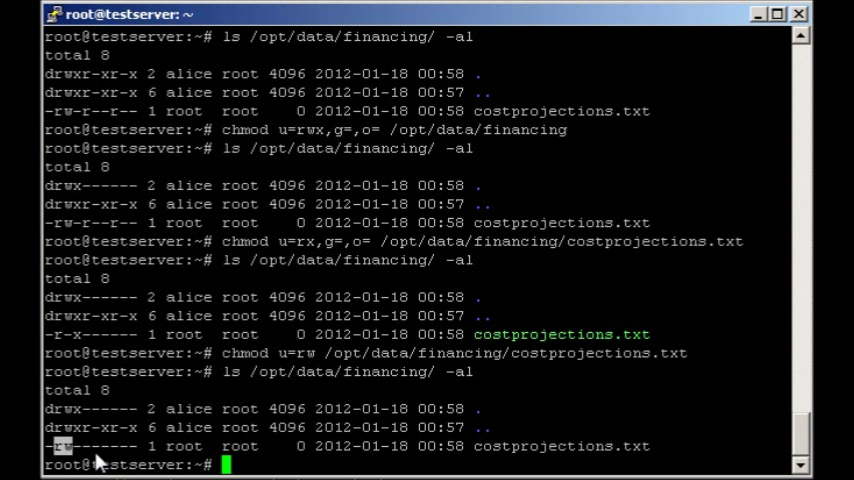 root@testserver: ~
root@testserver:~# ls /opt/data/financing/ -al
total 8
drwxr-xr-x 2 alice root 4096 2012-01-18 00:58 .
drwxr-xr-x 6 alice root 4096 2012-01-18 00:57 ..
-rw-r--r-- 1 root  root    0 2012-01-18 00:58 costprojections.txt
root@testserver:~# chmod u=rwx,g=,o= /opt/data/financing
root@testserver:~# ls /opt/data/financing/ -al
total 8
drwx------ 2 alice root 4096 2012-01-18 00:58 .
drwxr-xr-x 6 alice root 4096 2012-01-18 00:57 ..
-rw-r--r-- 1 root  root    0 2012-01-18 00:58 costprojections.txt
root@testserver:~# chmod u=rx,g=,o= /opt/data/financing/costprojections.txt
root@testserver:~# ls /opt/data/financing/ -al
total 8
drwx------ 2 alice root 4096 2012-01-18 00:58 .
drwxr-xr-x 6 alice root 4096 2012-01-18 00:57 ..
-r-x------ 1 root  root    0 2012-01-18 00:58 costprojections.txt
root@testserver:~# chmod u=rw /opt/data/financing/costprojections.txt
root@testserver:~# ls /opt/data/financing/ -al
total 8
drwx------ 2 alice root 4096 2012-01-18 00:58 .
drwxr-xr-x 6 alice root 4096 2012-01-18 00:57 ..
-rw------- 1 root  root    0 2012-01-18 00:58 costprojections.txt
root@testserver:~#